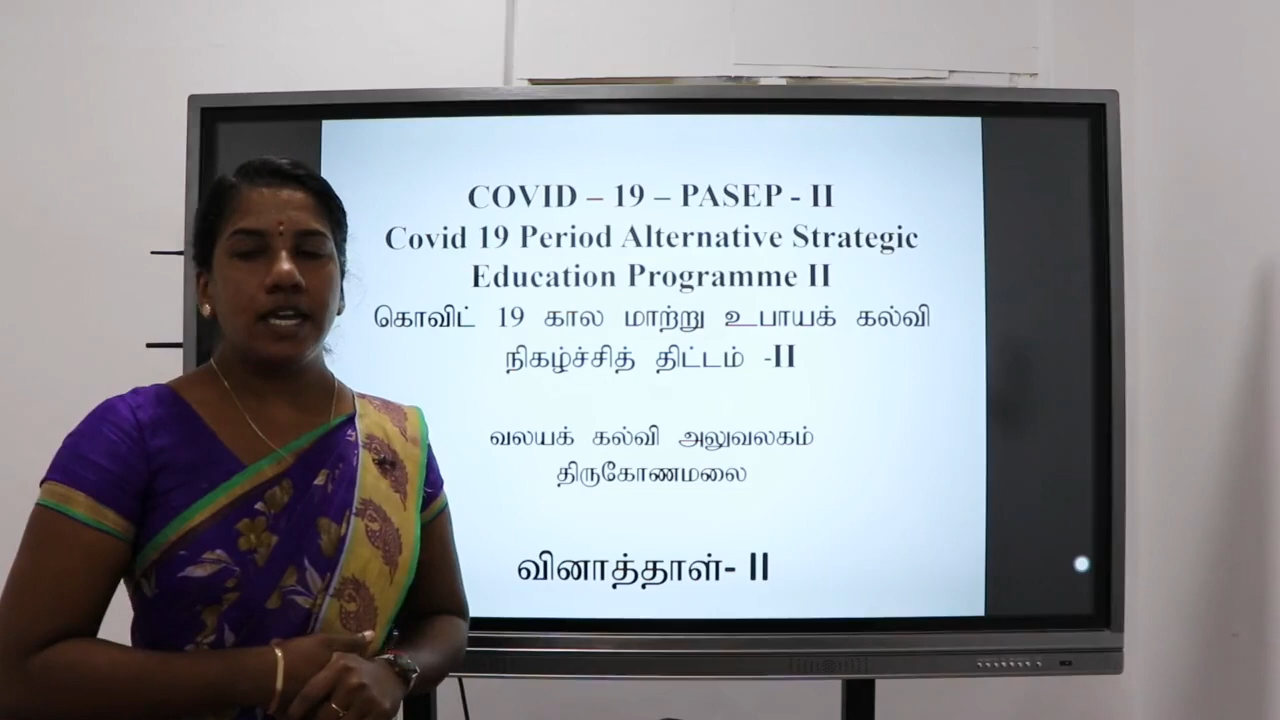 COVID – 19 – PASEP - II
Covid 19 Period Alternative Strategic
Education Programme II
கொவிட் 19 கால மாற்று உபாயக் கல்வி
நிகழ்ச்சித் திட்டம் -II
வலயக் கல்வி அலுவலகம்
திருகோணமலை
வினாத்தாள்- II